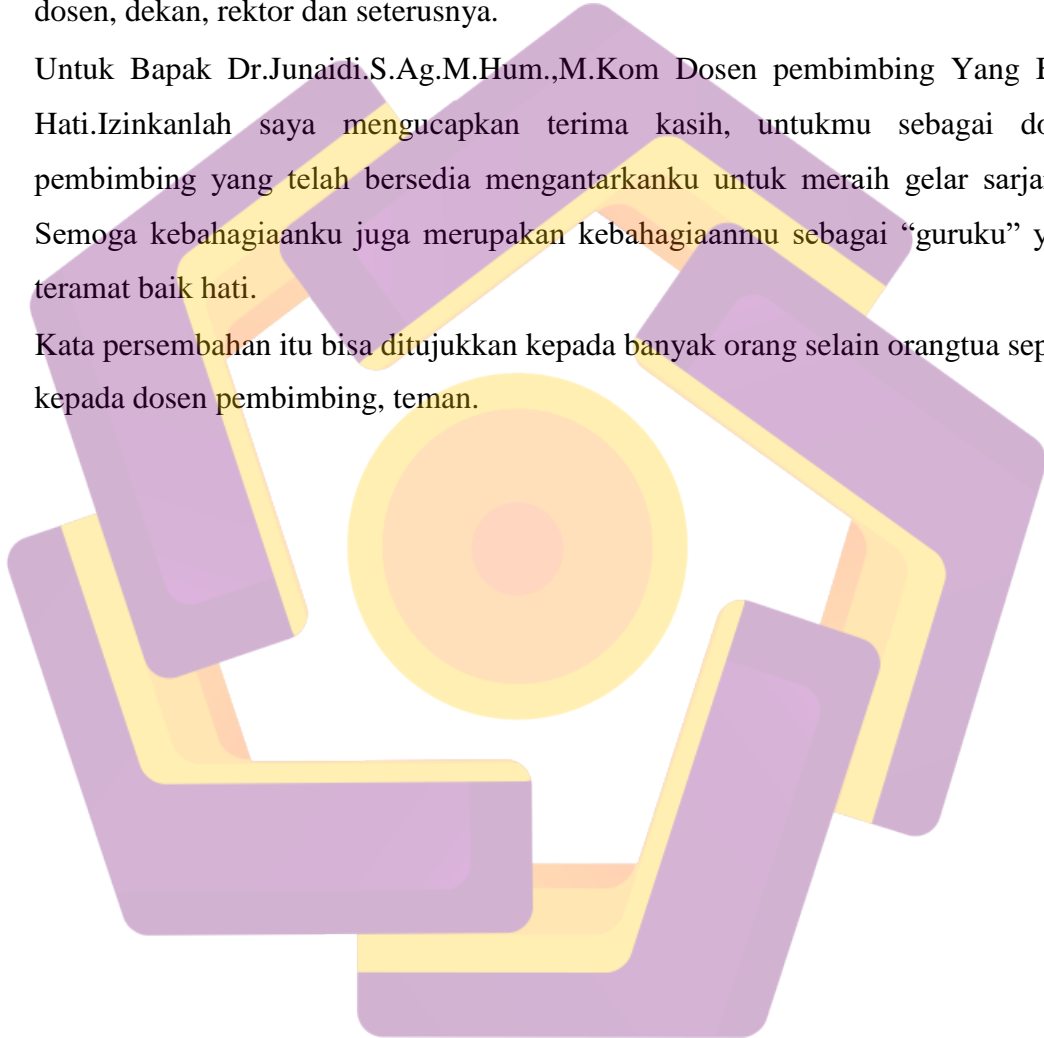 dosen, dekan, rektor dan seterusnya.
Untuk Bapak Dr.Junaidi.S.Ag.M.Hum.,M.Kom Dosen pembimbing Yang
Hati.Izinkanlah saya mengucapkan terima kasih, untukmu sebagai
pembimbing yang telah bersedia mengantarkanku untuk meraih gelar
Semoga kebahagiaanku juga merupakan kebahagiaanmu sebagai “guruku”
teramat baik hati.
Kata persembahan itu bisa ditujukkan kepada banyak orang selain orangtua
kepada dosen pembimbing, teman.